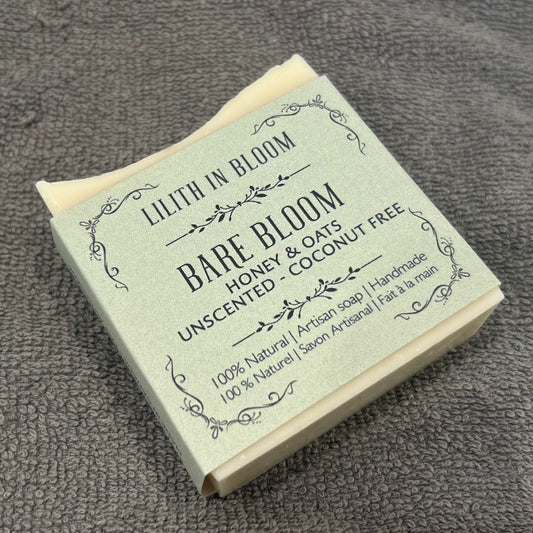 LILITH IN BLOOM
BARE BLOOM
HONEY & OATS
UNSCENTED - COCONUT FREE
100% Natural | Artisan soap | Handmade
100 % Naturel | Savon Artisanal | Fait à la main